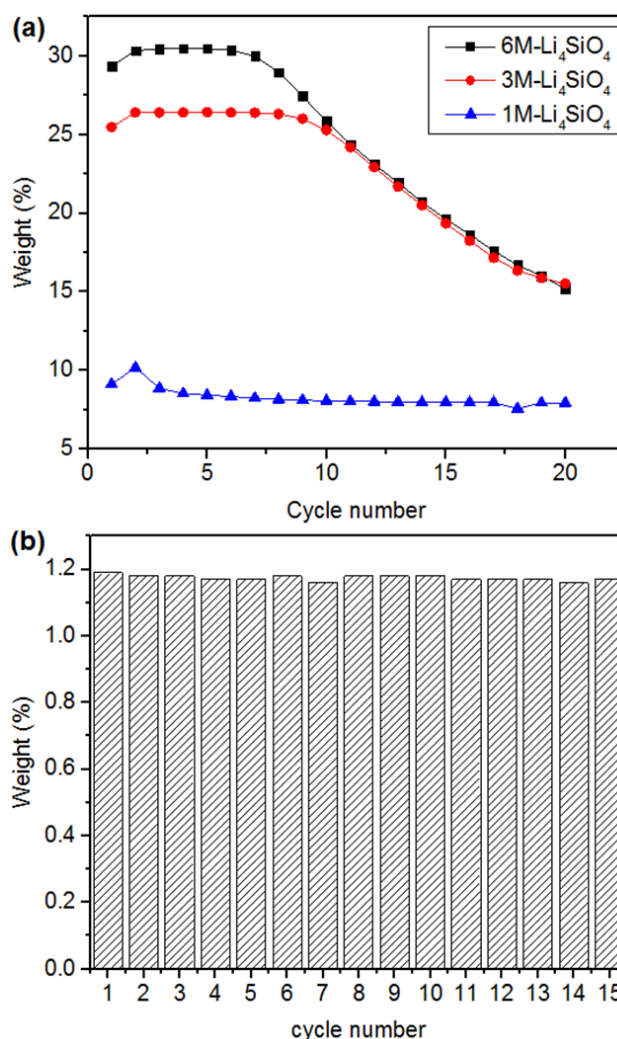 (a)
6M-Li₄SiO₄
3M-Li₄SiO₄
1M-Li₄SiO₄
Weight (%)
30
25
20
15
10
5
0 5 10 15 20
Cycle number
(b)
Weight (%)
1.2
1.0
0.8
0.6
0.4
0.2
0.0
1 2 3 4 5 6 7 8 9 10 11 12 13 14 15
cycle number